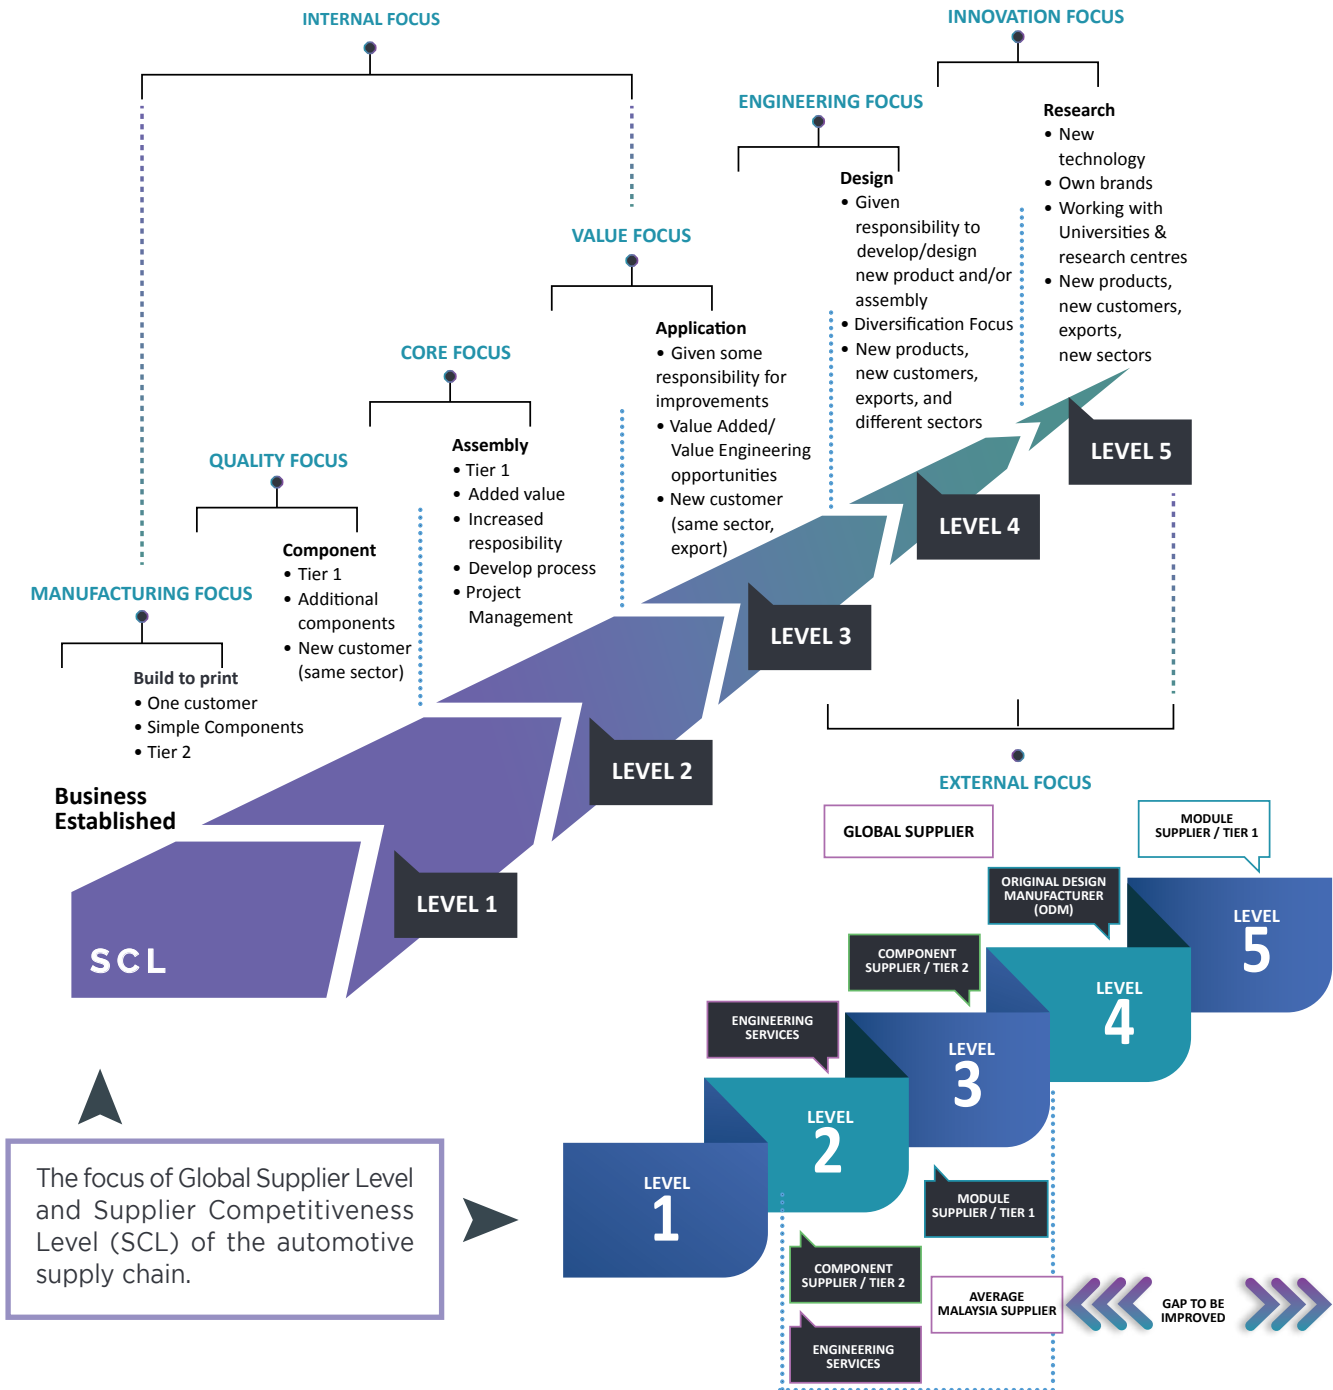 INTERNAL FOCUS
INNOVATION FOCUS
ENGINEERING FOCUS
Research
• New
technology
• Own brands
• Working with
Universities &
research centres
• New products,
new customers,
exports,
new sectors
Design
• Given
responsibility to
develop/design
new product and/or
assembly
• Diversification Focus
• New products,
new customers,
exports, and
different sectors
VALUE FOCUS
Application
• Given some
responsibility for
improvements
• Value Added/
Value Engineering
opportunities
• New customer
(same sector,
export)
CORE FOCUS
Assembly
• Tier 1
• Added value
• Increased
resposibility
• Develop process
• Project
Management
QUALITY FOCUS
Component
• Tier 1
• Additional
components
• New customer
(same sector)
MANUFACTURING FOCUS
Build to print
• One customer
• Simple Components
• Tier 2
Business
Established
SCL
LEVEL 1
LEVEL 2
LEVEL 3
LEVEL 4
LEVEL 5
EXTERNAL FOCUS
GLOBAL SUPPLIER
MODULE
SUPPLIER / TIER 1
ORIGINAL DESIGN
MANUFACTURER
(ODM)
COMPONENT
SUPPLIER / TIER 2
ENGINEERING
SERVICES
LEVEL
5
LEVEL
4
LEVEL
3
LEVEL
2
LEVEL
1
MODULE
SUPPLIER / TIER 1
COMPONENT
SUPPLIER / TIER 2
ENGINEERING
SERVICES
AVERAGE
MALAYSIA SUPPLIER
GAP TO BE
IMPROVED
The focus of Global Supplier Level
and Supplier Competitiveness
Level (SCL) of the automotive
supply chain.